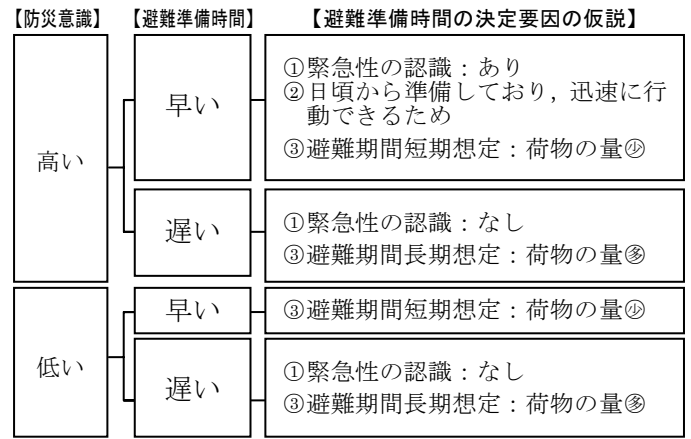 【防災意識】 【避難準備時間】 【避難準備時間の決定要因の仮説】
高い
早い
①緊急性の認識：あり
②日頃から準備しており，迅速に行
動できるため
③避難期間短期想定：荷物の量㊛
遅い
①緊急性の認識：なし
③避難期間長期想定：荷物の量多
低い
早い
③避難期間短期想定：荷物の量少
遅い
①緊急性の認識：なし
③避難期間長期想定：荷物の量多